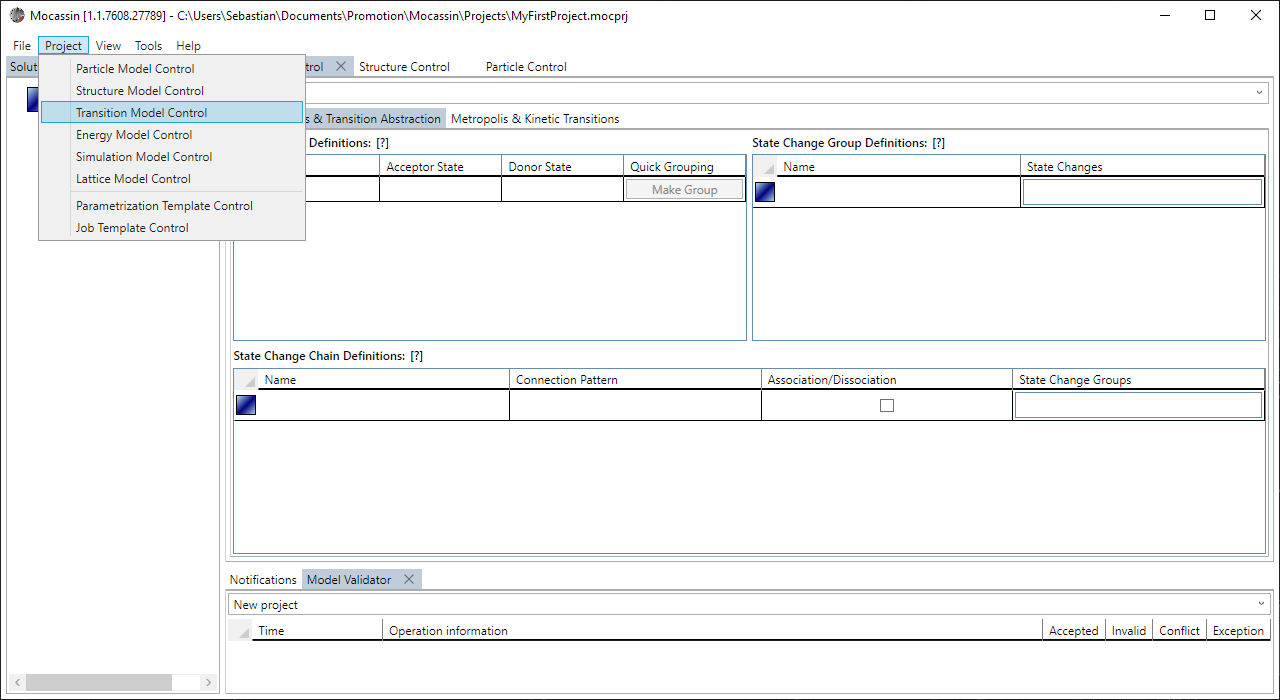 Mocassin [1.1.7608.27789] - C:\Users\Sebastian\Documents\Promotion\Mocassin\Projects\MyFirstProject.mocprj
File Project View Tools Help
Solut trol Structure Control Particle Control
Particle Model Control
Structure Model Control
Transition Model Control
Energy Model Control
Simulation Model Control
Lattice Model Control
Parametrization Template Control
Job Template Control
s & Transition Abstraction Metropolis & Kinetic Transitions
Definitions: [?] State Change Group Definitions: [?]
Acceptor State Donor State Quick Grouping Name State Changes
Make Group
State Change Chain Definitions: [?]
Name Connection Pattern Association/Dissociation State Change Groups
Notifications Model Validator
New project
Time Operation information Accepted Invalid Conflict Exception